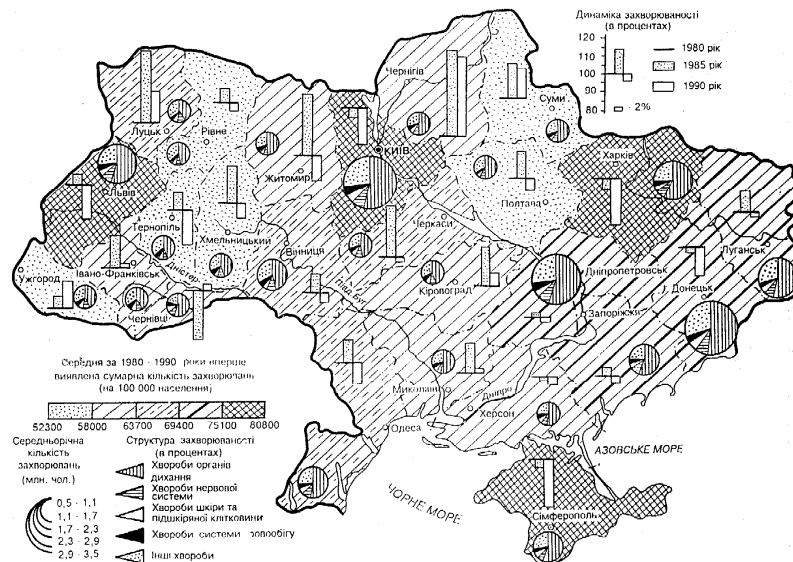 Динаміка захворюваності
(в процентах)
120
110
100
90
80
1980 рік
1985 рік
1990 рік
- 2%
Чернігів
Суми
Луцьк
Рівне
КИЇВ
Харків
Львів
Житомир
Полтава
Тернопіль
Хмельницький
Черкаси
Луганськ
Вінниця
Ужгород
Івано-Франківськ
Дністер
Дніпропетровськ
Кіровоград
Донецьк
Чернівці
Півд. Буг
Запоріжжя
Миколаїв
Дніпро
Херсон
Одеса
АЗОВСЬКЕ МОРЕ
ЧОРНЕ МОРЕ
Сімферополь
Середня за 1980 - 1990 роки вперше
виявлена сумарна кількість захворювань
(на 100 000 населення)
52300 58000 63700 69400 75100 80800
Середньорічна
кількість
захворювань
(млн. чол.)
0,5 - 1,1
1,1 - 1,7
1,7 - 2,3
2,3 - 2,9
2,9 - 3,5
Структура захворюваності
(в процентах)
Хвороби органів
дихання
Хвороби нервової
системи
Хвороби шкіри та
підшкіряної клітковини
Хвороби системи кровообігу
Інші хвороби